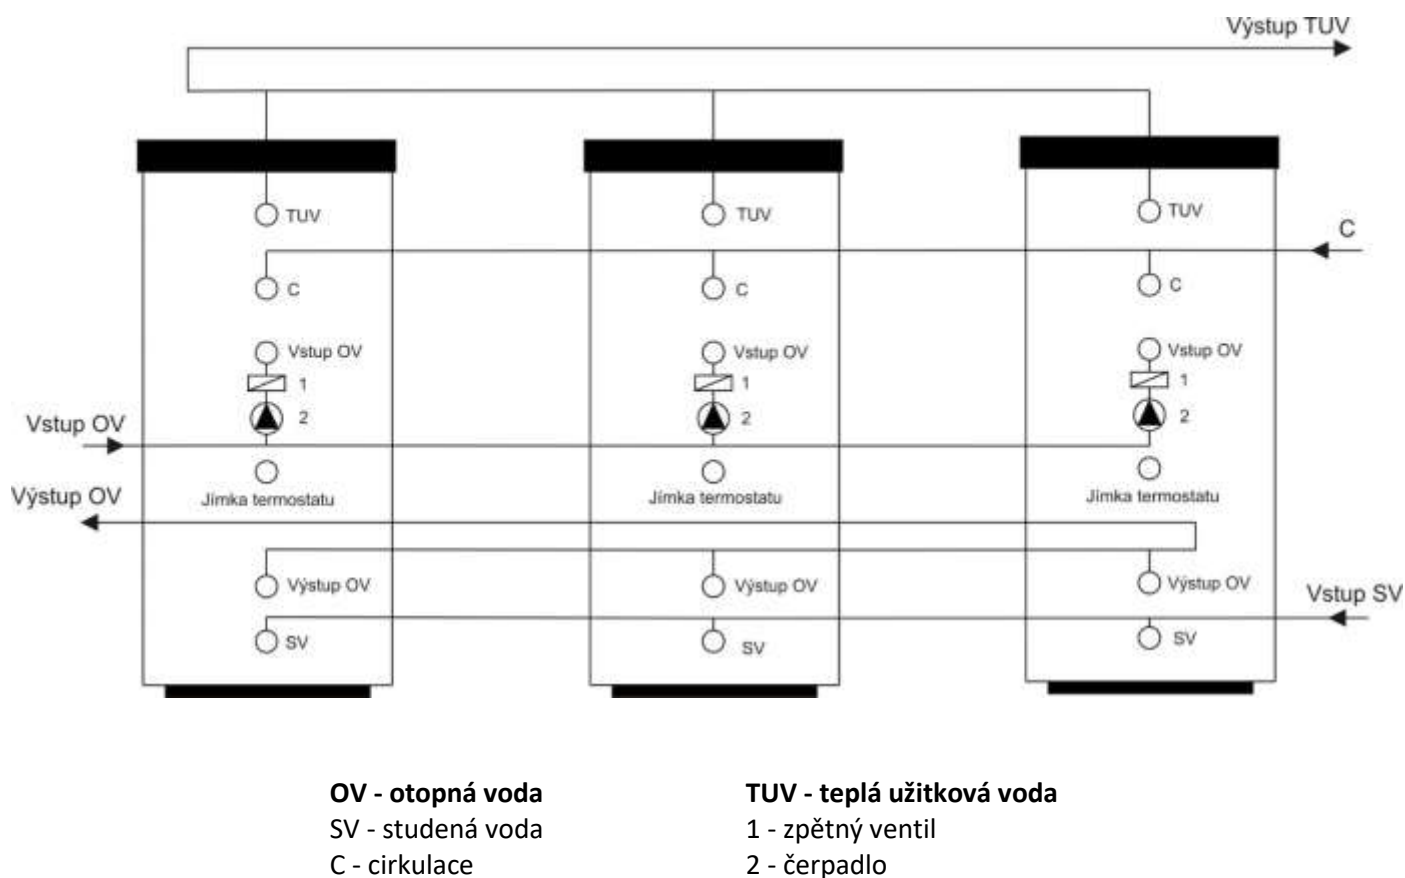 Výstup TUV
TUV
TUV
TUV
C
C
C
C
Vstup OV
Vstup OV
Vstup OV
1
1
1
Vstup OV
2
2
2
Výstup OV
Jímka termostatu
Jímka termostatu
Jímka termostatu
Výstup OV
Výstup OV
Výstup OV
Vstup SV
SV
SV
SV
OV - otopná voda
TUV - teplá užitková voda
SV - studená voda
1 - zpětný ventil
C - cirkulace
2 - čerpadlo